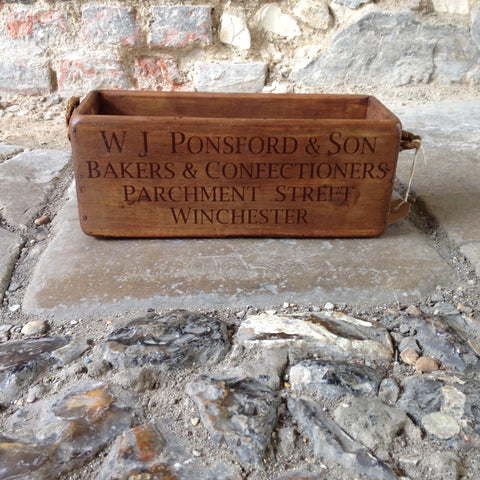 W. J. PONSFORD & SON
BAKERS & CONFECTIONERS
PARCHMENT STREET
WINCHESTER